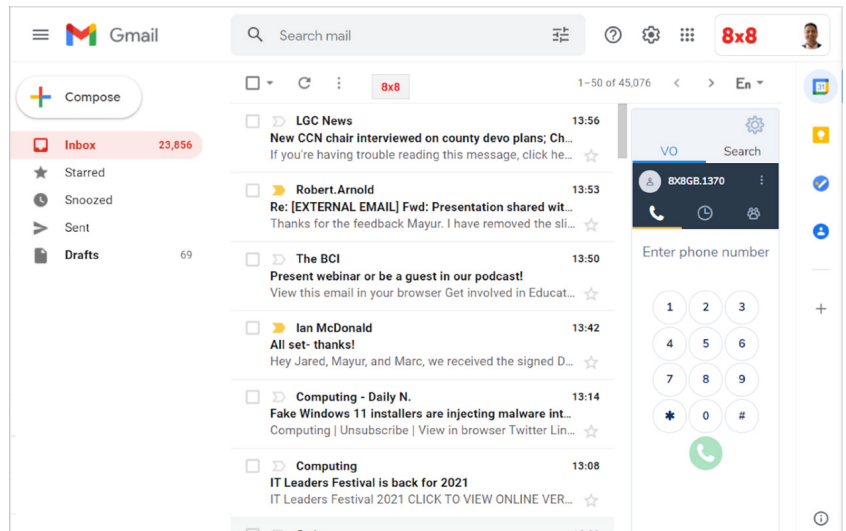 Gmail
Search mail
8x8
Compose
8x8
1–50 of 45,076
En
31
Inbox 23,856
Starred
Snoozed
Sent
Drafts 69
LGC News 13:56
New CCN chair interviewed on county devo plans; Ch...
If you're having trouble reading this message, click he...
Robert.Arnold 13:53
Re: [EXTERNAL EMAIL] Fwd: Presentation shared wit...
Thanks for the feedback Mayur. I have removed the sli...
The BCI 13:50
Present webinar or be a guest in our podcast!
View this email in your browser Get involved in Educat...
Ian McDonald 13:42
All set- thanks!
Hey Jared, Mayur, and Marc, we received the signed D...
Computing - Daily N. 13:14
Fake Windows 11 installers are injecting malware int...
Computing | Unsubscribe | View in browser Twitter Lin...
Computing 13:08
IT Leaders Festival is back for 2021
IT Leaders Festival 2021 CLICK TO VIEW ONLINE VER...
VO Search
8X8GB.1370
Enter phone number
1 2 3
4 5 6
7 8 9
* 0 #